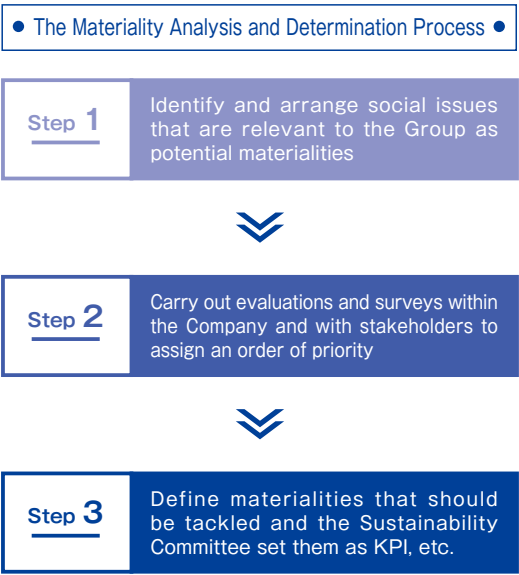 ● The Materiality Analysis and Determination Process ●
Step 1
Identify and arrange social issues
that are relevant to the Group as
potential materialities
Step 2
Carry out evaluations and surveys within
the Company and with stakeholders to
assign an order of priority
Step 3
Define materialities that should
be tackled and the Sustainability
Committee set them as KPI, etc.